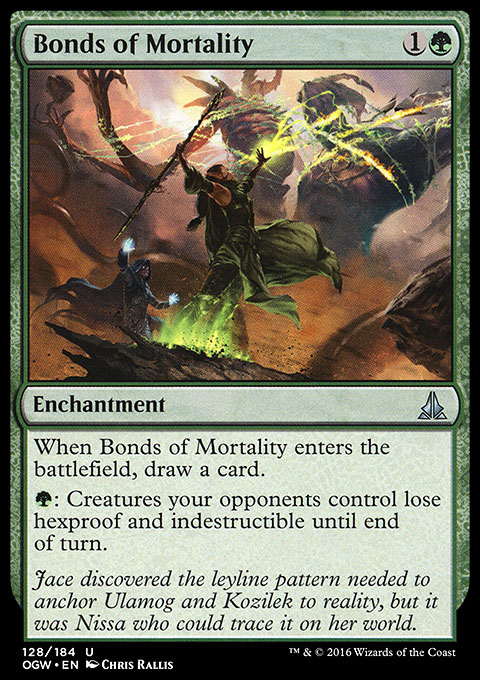 Bonds of Mortality 1
Enchantment
When Bonds of Mortality enters the
battlefield, draw a card.
: Creatures your opponents control lose
hexproof and indestructible until end
of turn.
Jace discovered the leyline pattern needed to
anchor Ulamog and Kozilek to reality, but it
was Nissa who could trace it on her world.
128/184 U
OGW • EN Chris Rallis ™ & © 2016 Wizards of the Coast